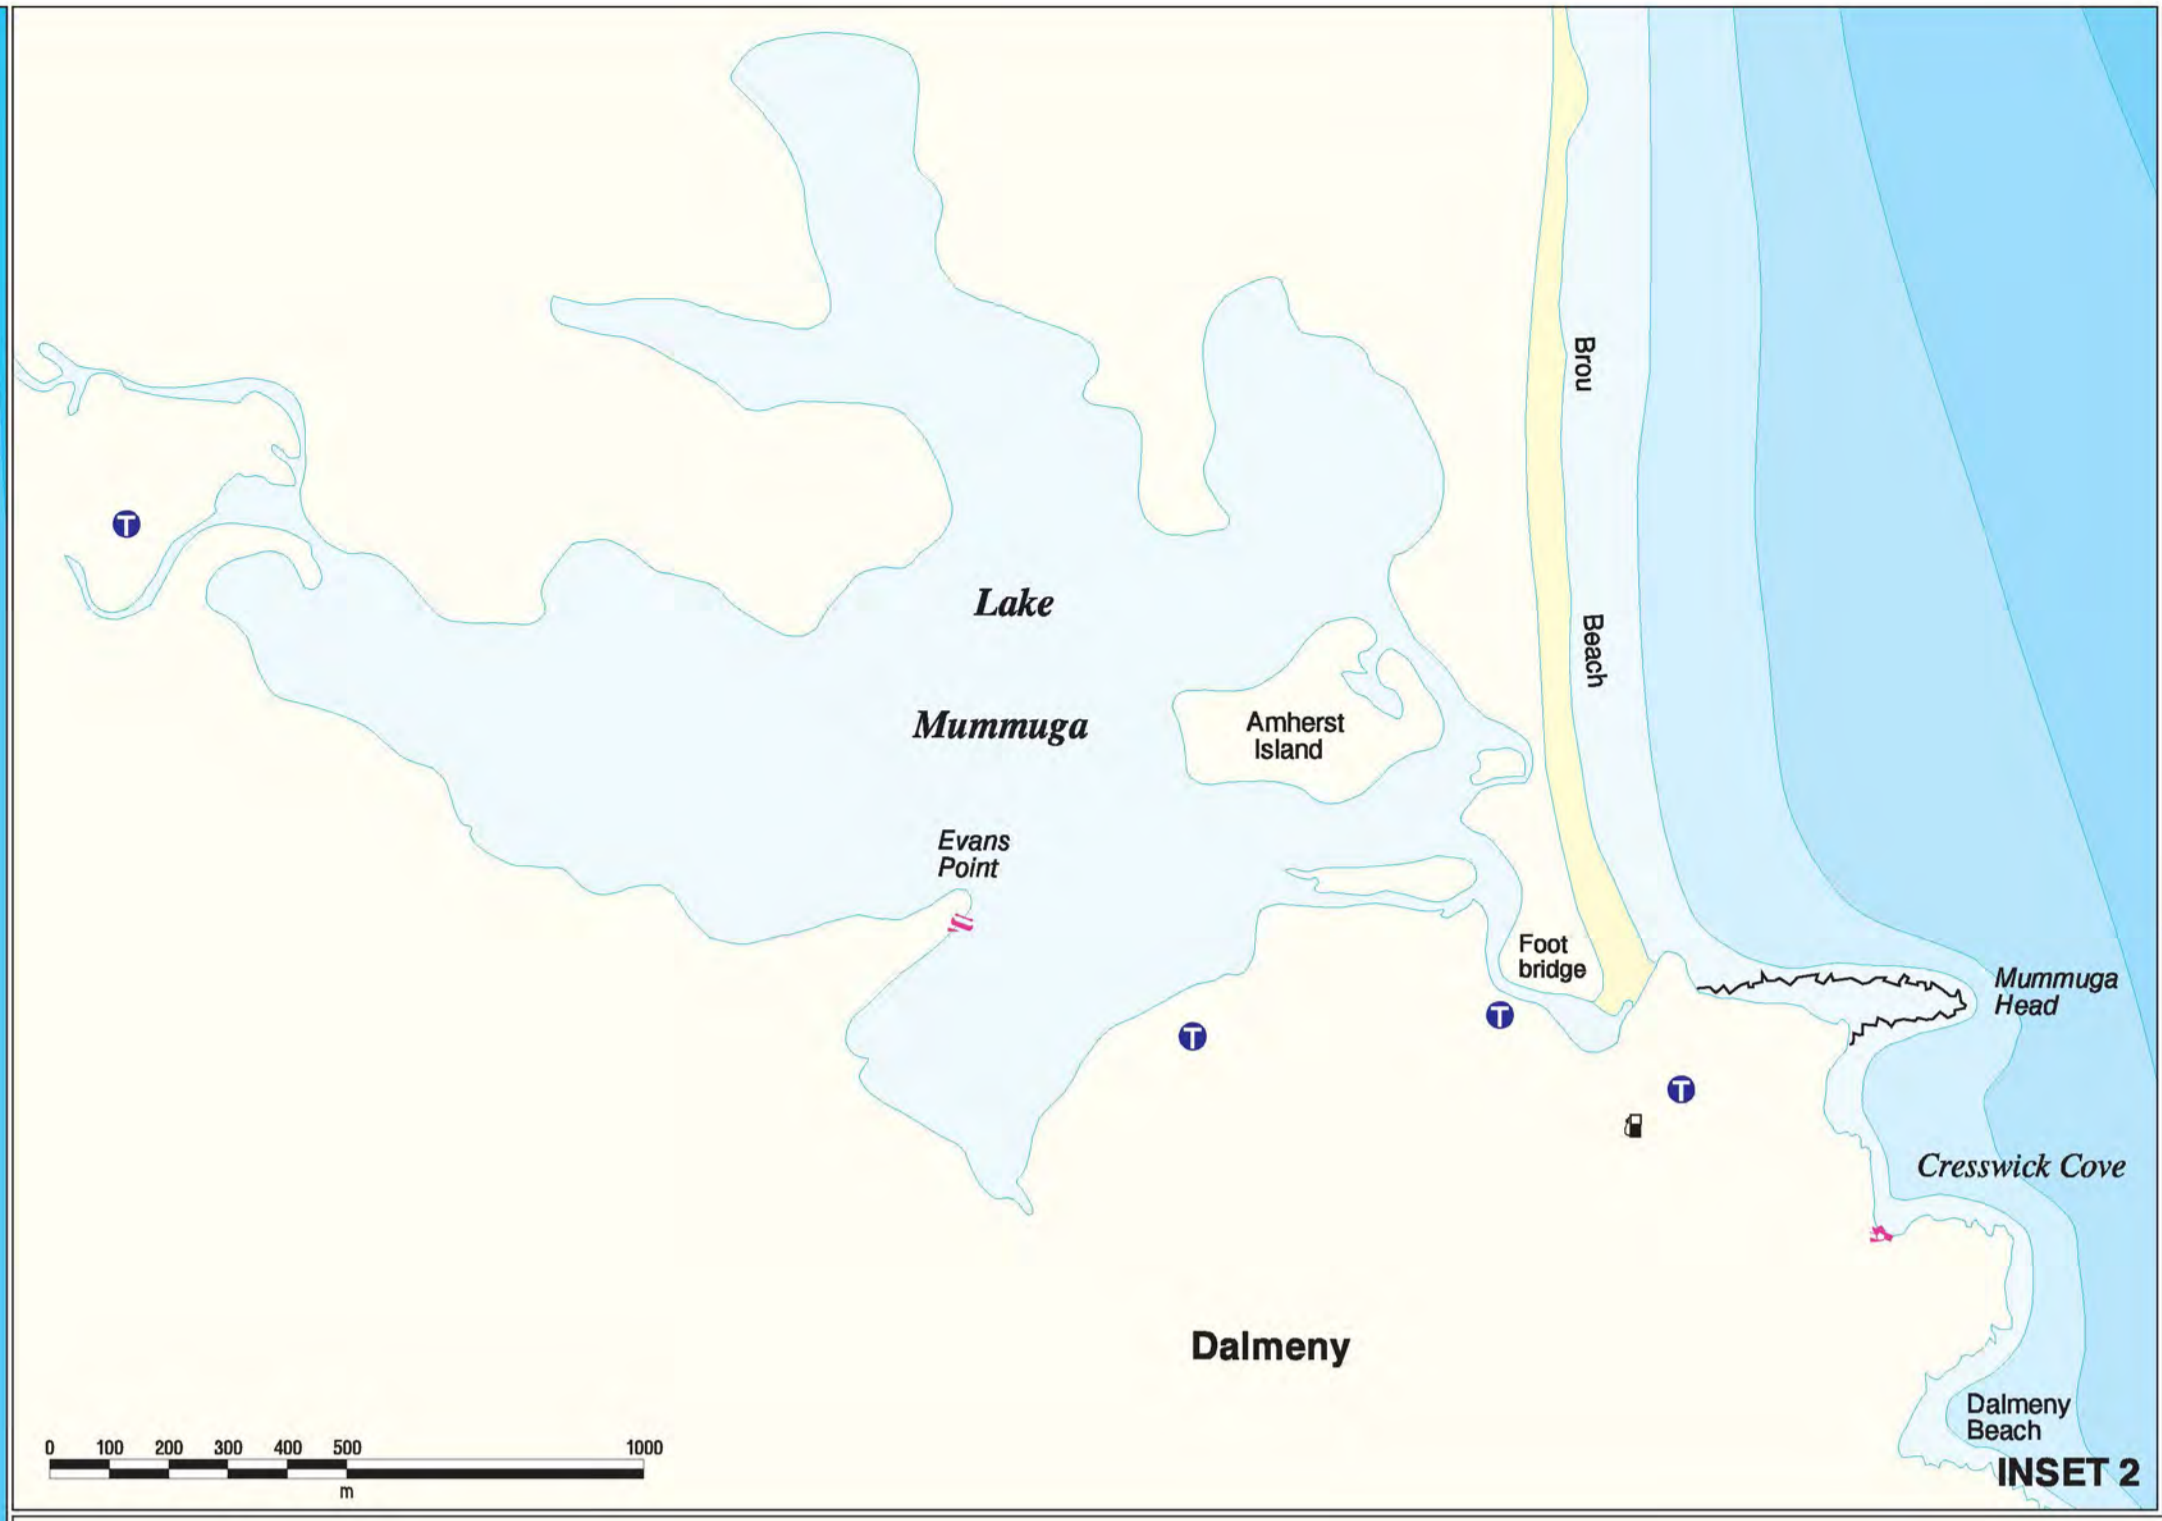 Brou
T
Lake
Beach
Mummuga
Amherst
Island
Evans
Point
Foot
bridge
Mummuga
Head
T
T
T
Cresswick Cove
Dalmeny
Dalmeny
Beach
0 100 200 300 400 500 1000
m
INSET 2